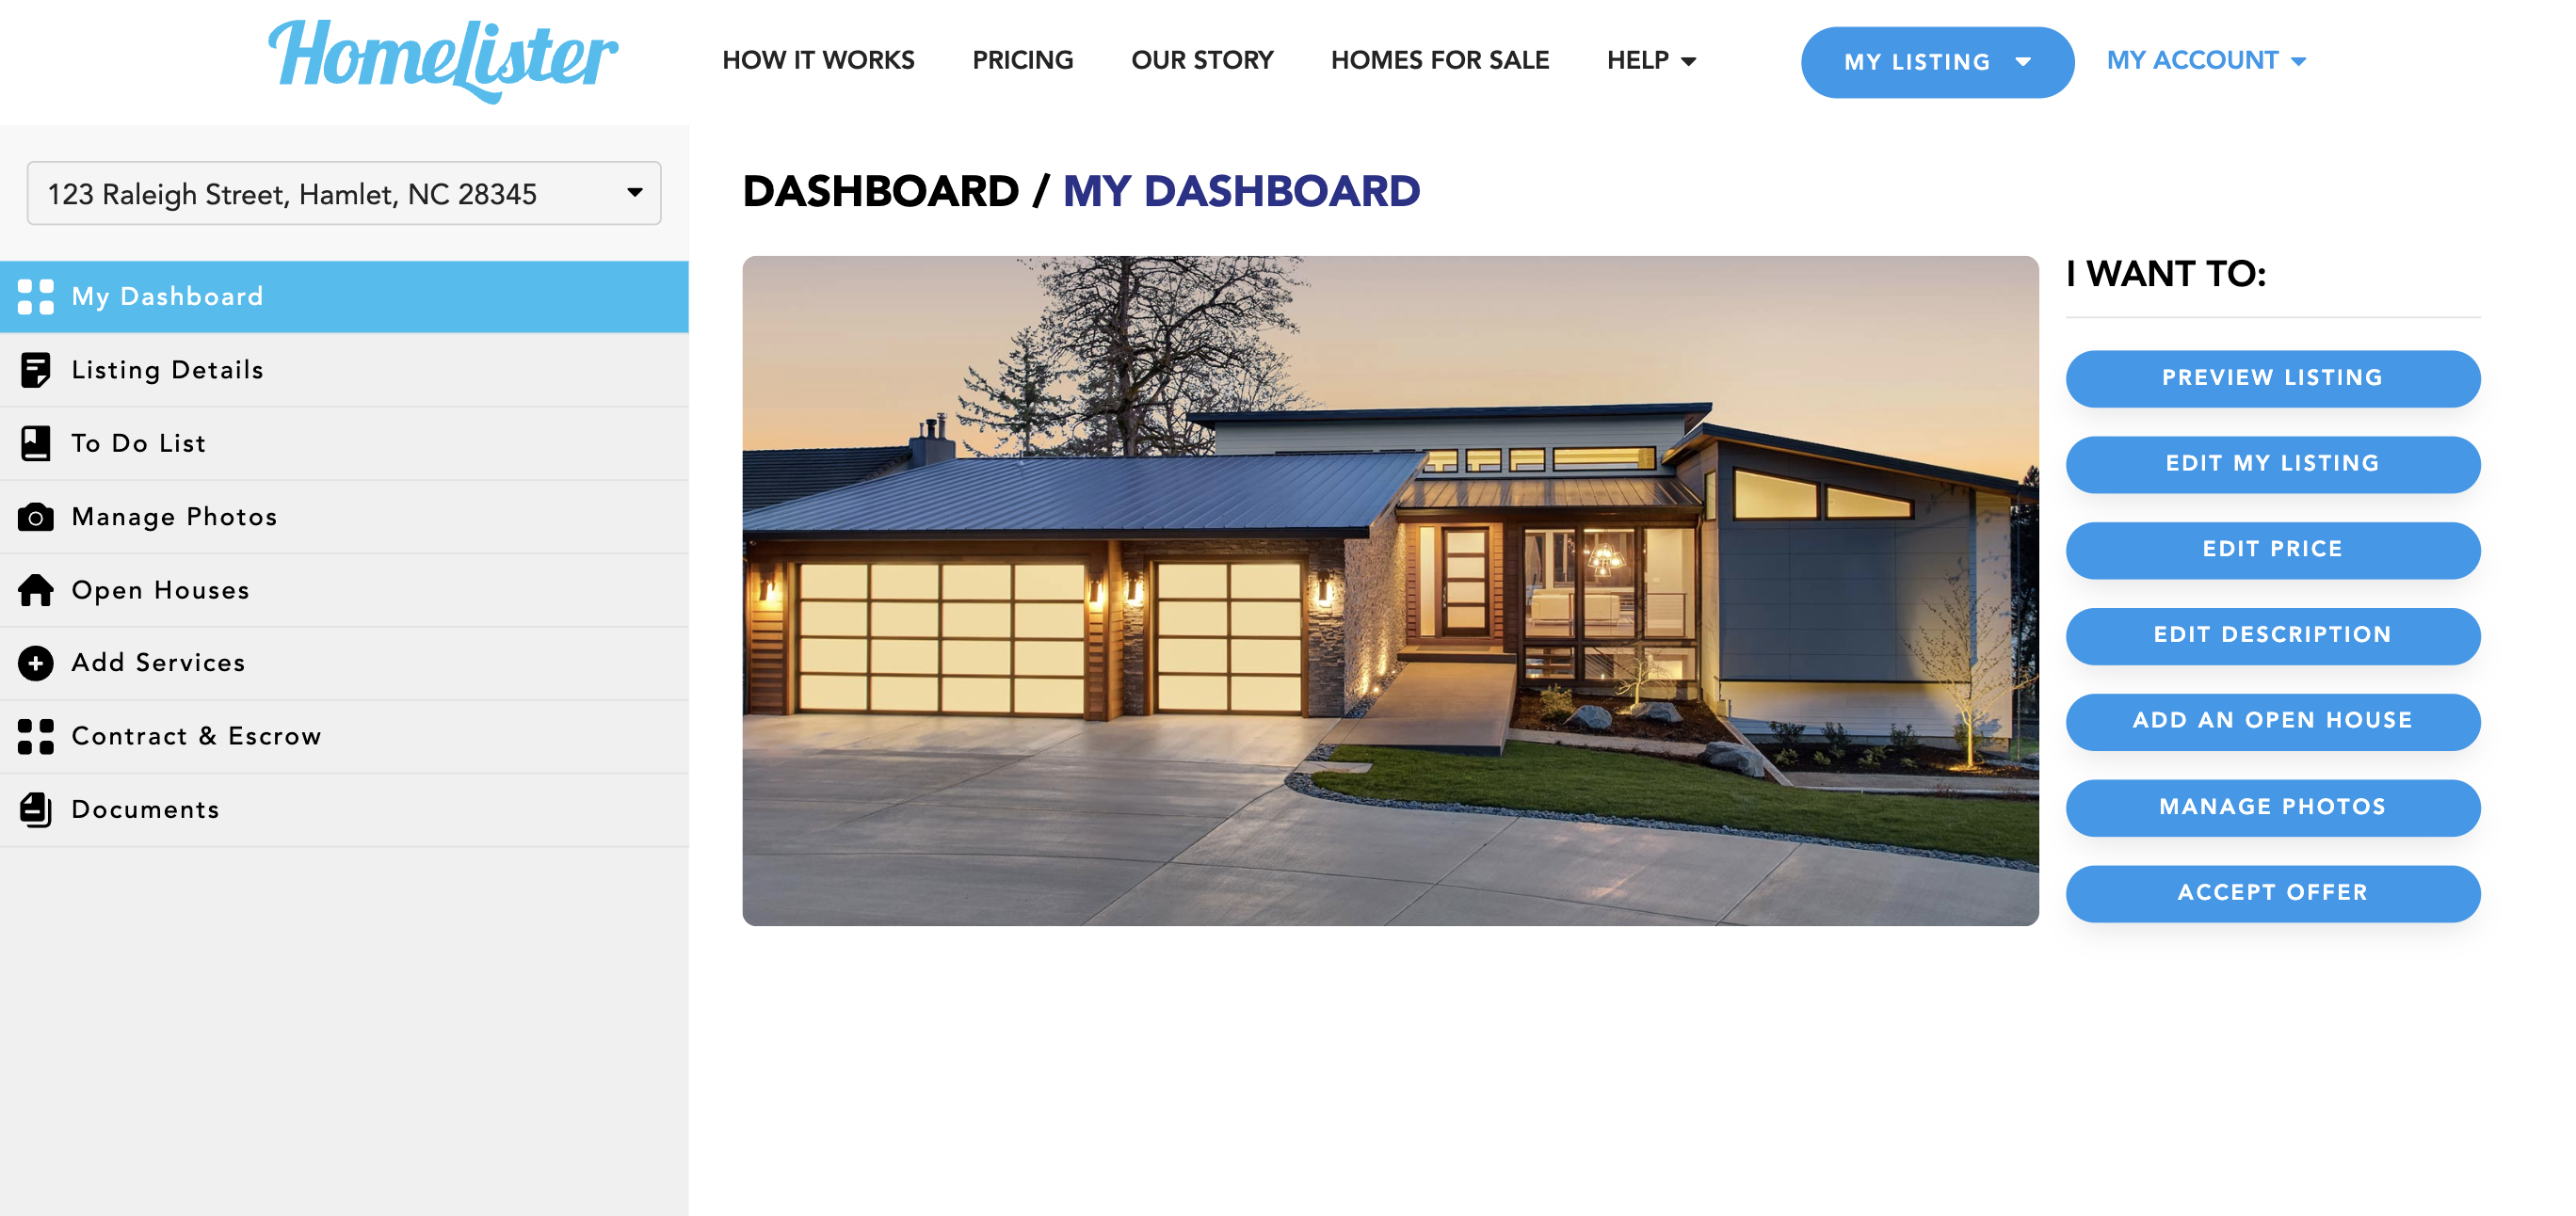 HomeLister
HOW IT WORKS
PRICING
OUR STORY
HOMES FOR SALE
HELP
MY LISTING
MY ACCOUNT
123 Raleigh Street, Hamlet, NC 28345
My Dashboard
Listing Details
To Do List
Manage Photos
Open Houses
Add Services
Contract & Escrow
Documents
DASHBOARD / MY DASHBOARD
I WANT TO:
PREVIEW LISTING
EDIT MY LISTING
EDIT PRICE
EDIT DESCRIPTION
ADD AN OPEN HOUSE
MANAGE PHOTOS
ACCEPT OFFER